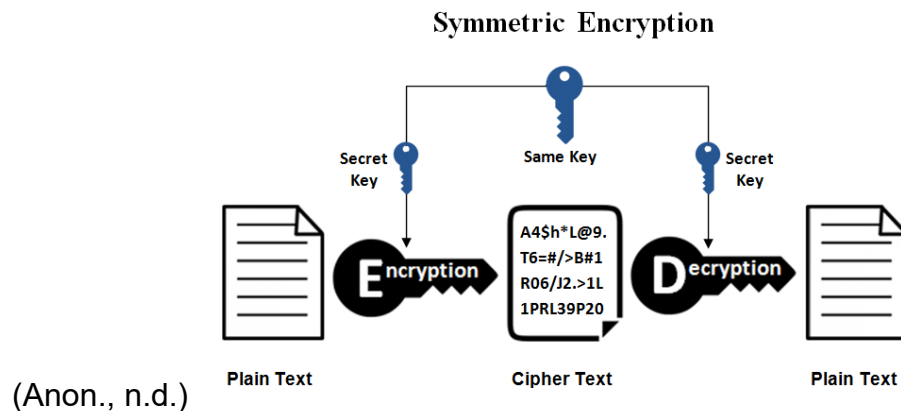 Symmetric Encryption
Secret
Key
Same Key
Secret
Key
Encryption
A4$h*L@9.
T6=#/>B#1
R06/J2.>1L
1PRL39P20
Decryption
Plain Text
Cipher Text
Plain Text
(Anon., n.d.)